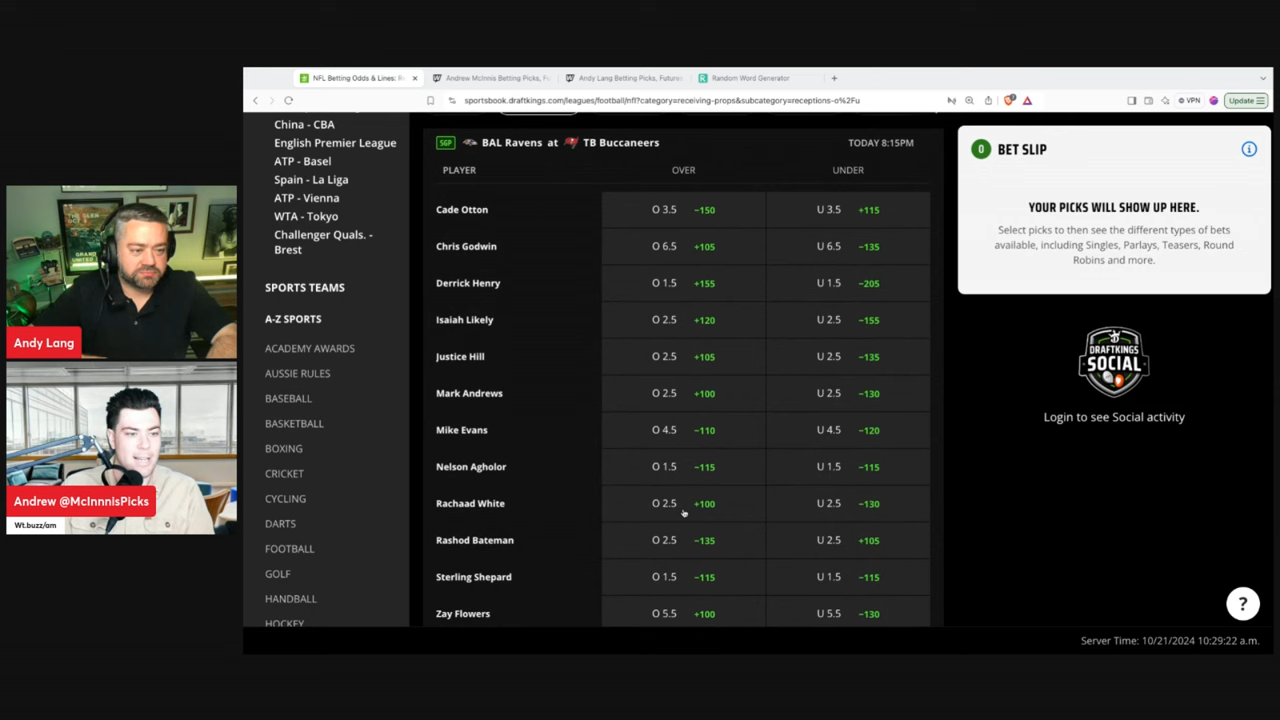 NFL Betting Odds & Lines: R
Andrew McInnis Betting Picks, Fu
Andy Lang Betting Picks, Futures
Random Word Generator
sportsbook.draftkings.com/leagues/football/nfl?category=receiving-props&subcategory=receptions-o%2Fu
VPN
Update
China - CBA
English Premier League
ATP - Basel
Spain - La Liga
ATP - Vienna
WTA - Tokyo
Challenger Quals. -
Brest
SPORTS TEAMS
A-Z SPORTS
ACADEMY AWARDS
AUSSIE RULES
BASEBALL
BASKETBALL
BOXING
CRICKET
CYCLING
DARTS
FOOTBALL
GOLF
HANDBALL
HOCKEY
SGP BAL Ravens at TB Buccaneers TODAY 8:15PM
PLAYER OVER UNDER
Cade Otton O 3.5 −150 U 3.5 +115
Chris Godwin O 6.5 +105 U 6.5 −135
Derrick Henry O 1.5 +155 U 1.5 −205
Isaiah Likely O 2.5 +120 U 2.5 −155
Justice Hill O 2.5 +105 U 2.5 −135
Mark Andrews O 2.5 +100 U 2.5 −130
Mike Evans O 4.5 −110 U 4.5 −120
Nelson Agholor O 1.5 −115 U 1.5 −115
Rachaad White O 2.5 +100 U 2.5 −130
Rashod Bateman O 2.5 −135 U 2.5 +105
Sterling Shepard O 1.5 −115 U 1.5 −115
Zay Flowers O 5.5 +100 U 5.5 −130
0 BET SLIP
YOUR PICKS WILL SHOW UP HERE.
Select picks to then see the different types of bets
available, including Singles, Parlays, Teasers, Round
Robins and more.
DRAFTKINGS
SOCIAL
Login to see Social activity
?
Server Time: 10/21/2024 10:29:22 a.m.
Andy Lang
Andrew @McInnnisPicks
Wt.buzz/am